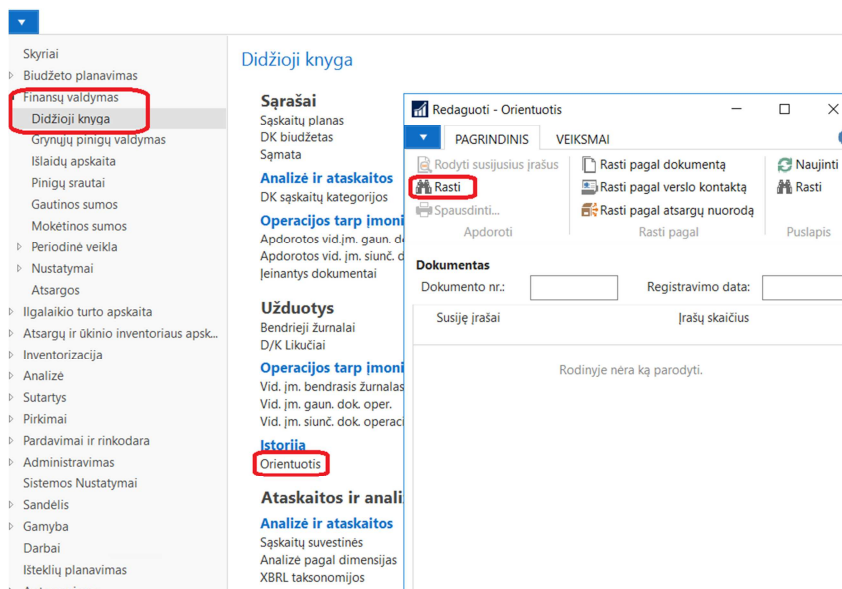 Skyriai
Biudžeto planavimas
Finansų valdymas
Didžioji knyga
Grynųjų pinigų valdymas
Išlaidų apskaita
Pinigų srautai
Gautinos sumos
Mokėtinos sumos
Periodinė veikla
Nustatymai
Atsargos
Ilgalaikio turto apskaita
Atsargų ir ūkinio inventoriaus apsk...
Inventorizacija
Analizė
Sutartys
Pirkimai
Pardavimai ir rinkodara
Administravimas
Sistemos Nustatymai
Sandėlis
Gamyba
Darbai
Išteklių planavimas
Didžioji knyga
Sąrašai
Sąskaitų planas
DK biudžetas
Sąmata
Analizė ir ataskaitos
DK sąskaitų kategorijos
Operacijos tarp įmoni
Apdorotos vid.įm. gaun. d
Apdorotos vid. įm. siunč. d
Įeinantys dokumentai
Užduotys
Bendrieji žurnalai
D/K Likučiai
Operacijos tarp įmoni
Vid. įm. bendrasis žurnalas
Vid. įm. gaun. dok. oper.
Vid. įm. siunč. dok. operaci
Istorija
Orientuotis
Ataskaitos ir anali
Analizė ir ataskaitos
Sąskaitų suvestinės
Analizė pagal dimensijas
XBRL taksonomijos
Redaguoti - Orientuotis
PAGRINDINIS VEIKSMAI
Rodyti susijusius įrašus
Rasti
Spausdinti...
Apdoroti
Rasti pagal dokumentą
Rasti pagal verslo kontaktą
Rasti pagal atsargų nuorodą
Rasti pagal
Naujinti
Rasti
Puslapis
Dokumentas
Dokumento nr.: Registravimo data:
Susiję įrašai Įrašų skaičius
Rodinyje nėra ką parodyti.